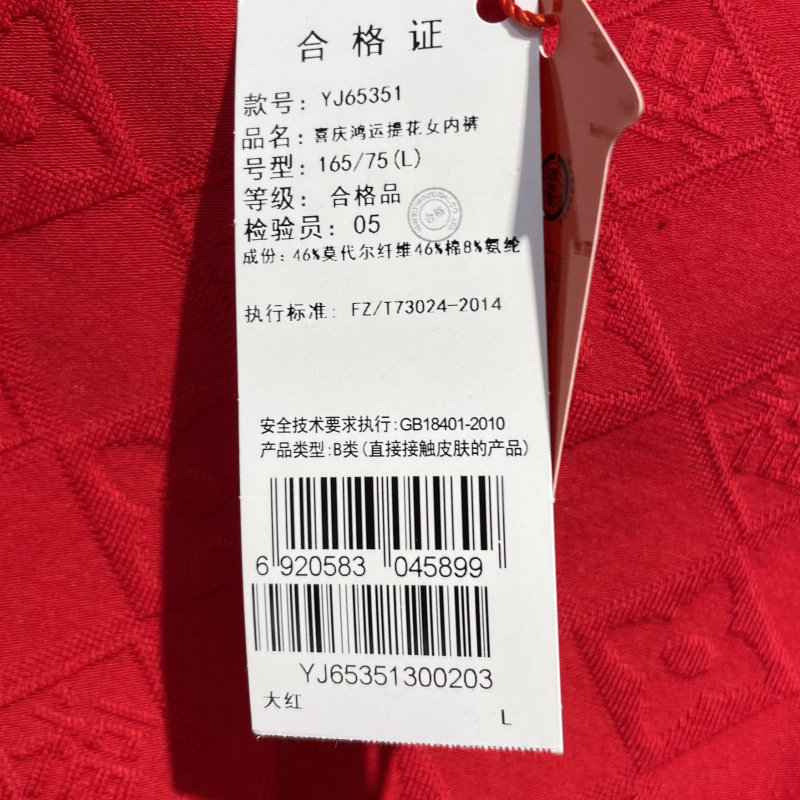 合格证
款号: YJ65351
品名: 喜庆鸿运提花女内裤
号型: 165/75(L)
等级: 合格品
检验员: 05
合格
成份: 46%莫代尔纤维46%棉8%氨纶
执行标准: FZ/T73024-2014
安全技术要求执行:GB18401-2010
产品类型:B类(直接接触皮肤的产品)
6 920583 045899
YJ65351300203
大红
L